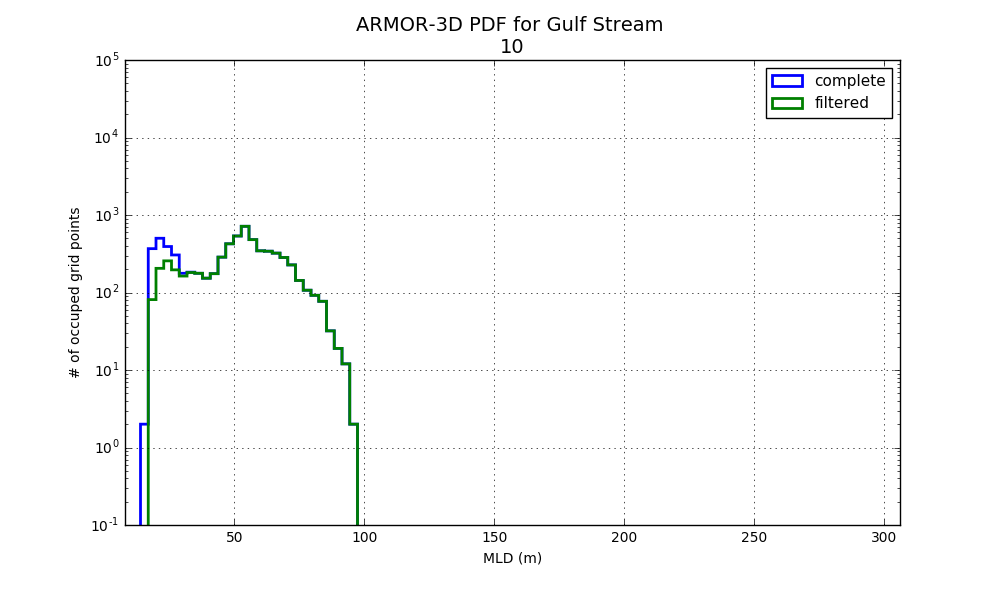 ARMOR-3D PDF for Gulf Stream
10
complete
filtered
10^5
10^4
10^3
10^2
10^1
10^0
10^-1
# of occuped grid points
50 100 150 200 250 300
MLD (m)